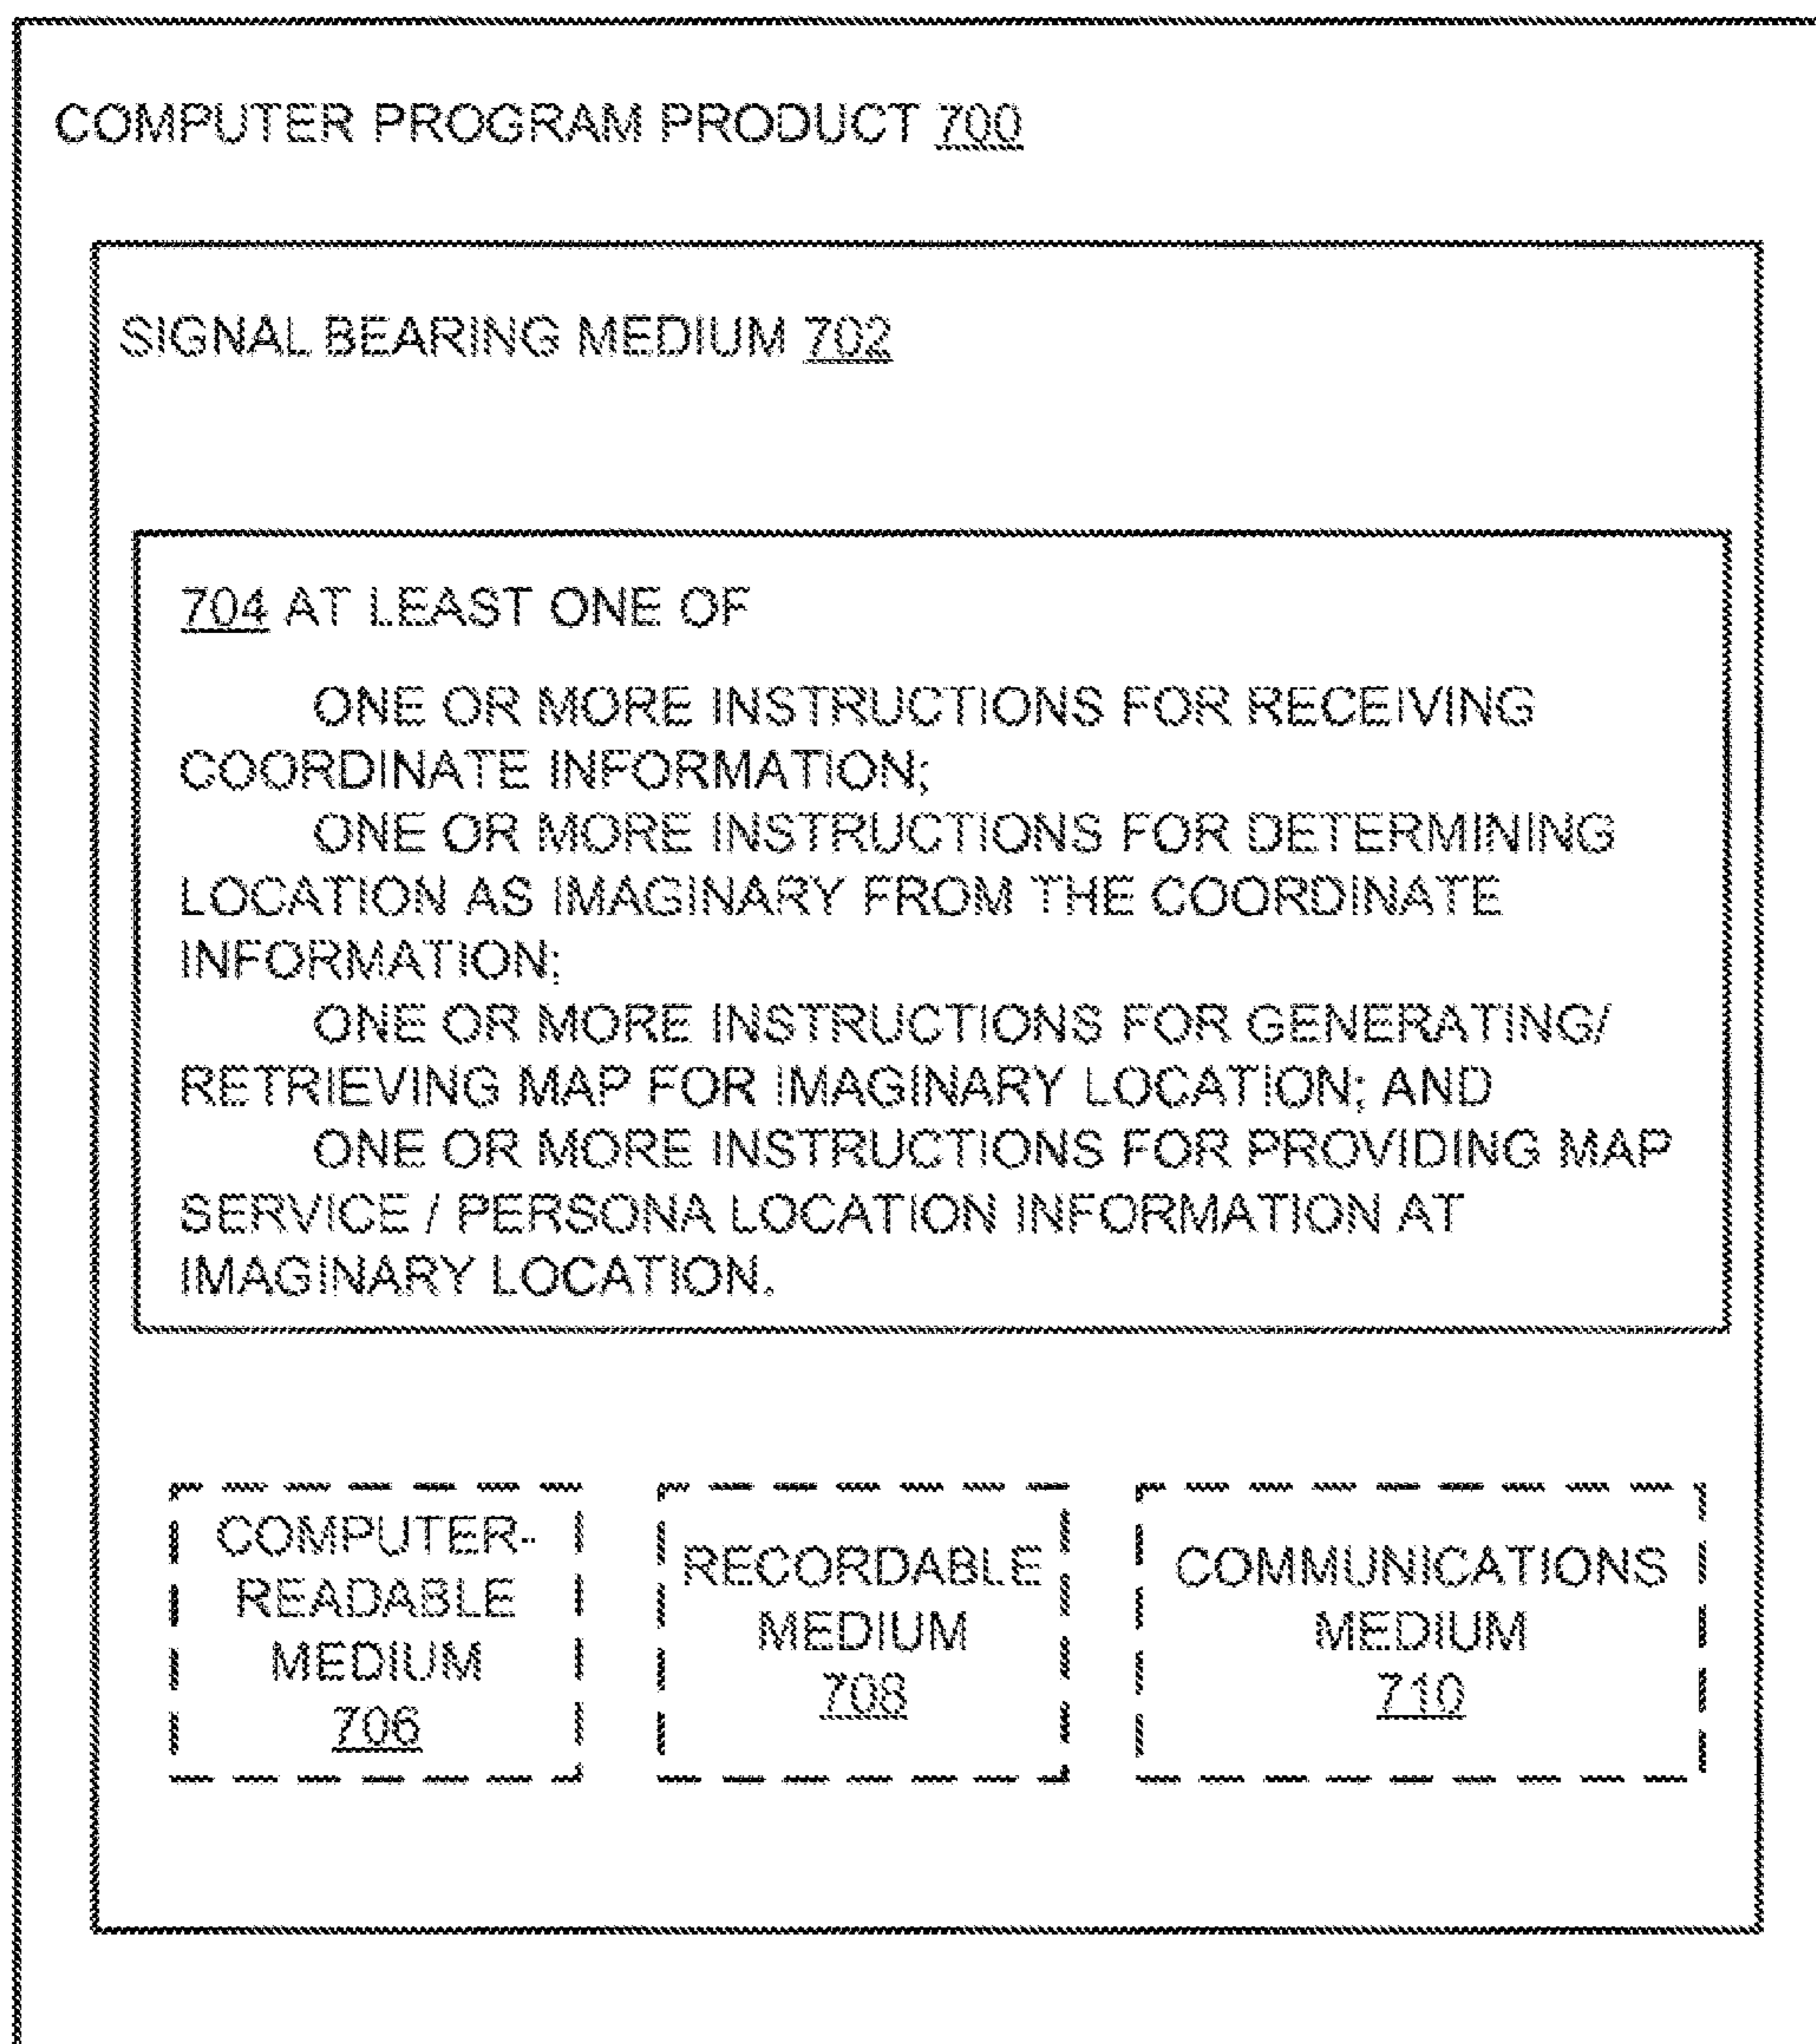 COMPUTER PROGRAM PRODUCT 700
SIGNAL BEARING MEDIUM 702
704 AT LEAST ONE OF
ONE OR MORE INSTRUCTIONS FOR RECEIVING
COORDINATE INFORMATION;
ONE OR MORE INSTRUCTIONS FOR DETERMINING
LOCATION AS IMAGINARY FROM THE COORDINATE
INFORMATION;
ONE OR MORE INSTRUCTIONS FOR GENERATING/
RETRIEVING MAP FOR IMAGINARY LOCATION; AND
ONE OR MORE INSTRUCTIONS FOR PROVIDING MAP
SERVICE / PERSONA LOCATION INFORMATION AT
IMAGINARY LOCATION.
COMPUTER-
READABLE
MEDIUM
706
RECORDABLE
MEDIUM
708
COMMUNICATIONS
MEDIUM
710